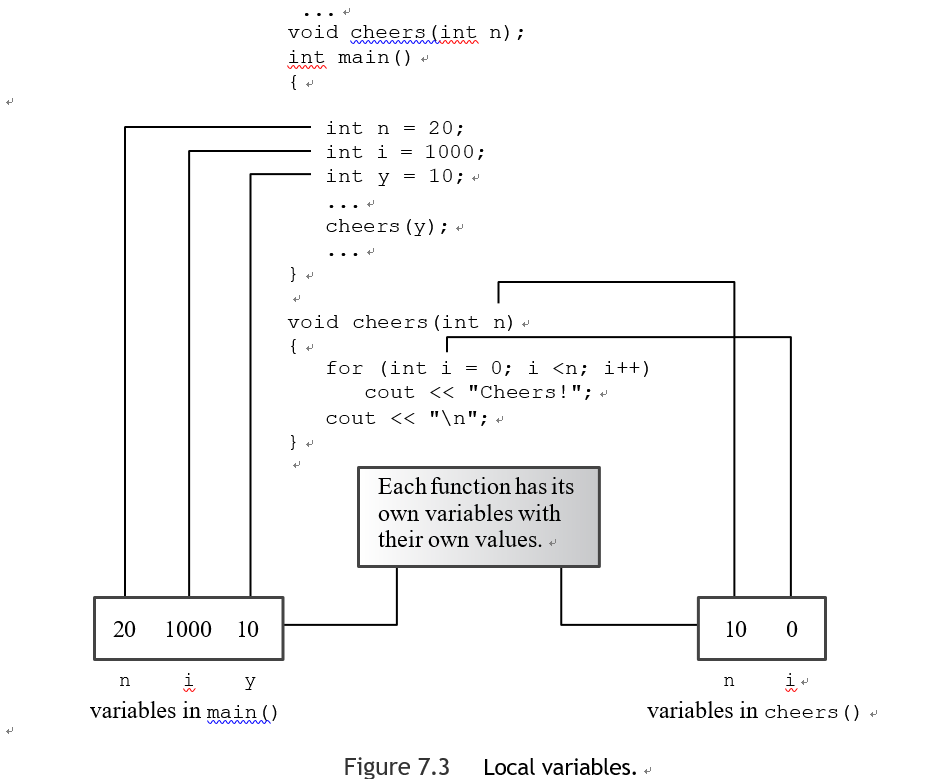 ...
void cheers(int n);
int main()
{
int n = 20;
int i = 1000;
int y = 10;
...
cheers(y);
...
}
void cheers(int n)
{
for (int i = 0; i <n; i++)
cout << "Cheers!";
cout << "\n";
}
Each function has its
own variables with
their own values.
20 1000 10
n i y
variables in main()
10 0
n i
variables in cheers()
Figure 7.3 Local variables.